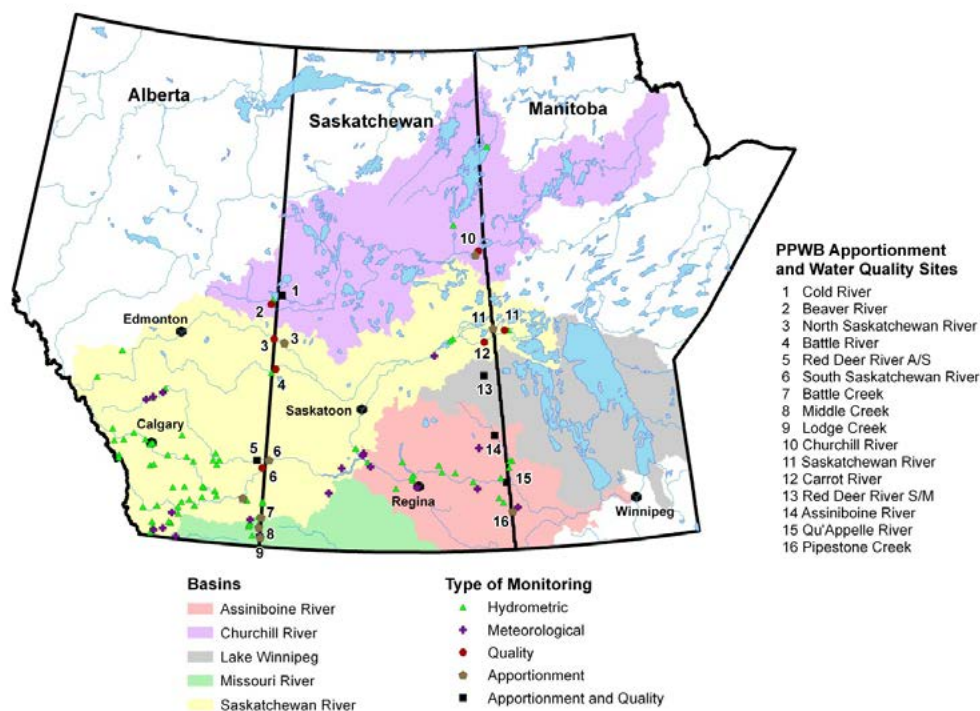 Alberta
Saskatchewan
Manitoba
10
1
2
Edmonton
3
3
11
11
12
4
13
Saskatoon
Calgary
14
5
6
6
15
Regina
Winnipeg
16
7
8
9
PPWB Apportionment
and Water Quality Sites
1 Cold River
2 Beaver River
3 North Saskatchewan River
4 Battle River
5 Red Deer River A/S
6 South Saskatchewan River
7 Battle Creek
8 Middle Creek
9 Lodge Creek
10 Churchill River
11 Saskatchewan River
12 Carrot River
13 Red Deer River S/M
14 Assiniboine River
15 Qu'Appelle River
16 Pipestone Creek
Basins
Assiniboine River
Churchill River
Lake Winnipeg
Missouri River
Saskatchewan River
Type of Monitoring
Hydrometric
Meteorological
Quality
Apportionment
Apportionment and Quality